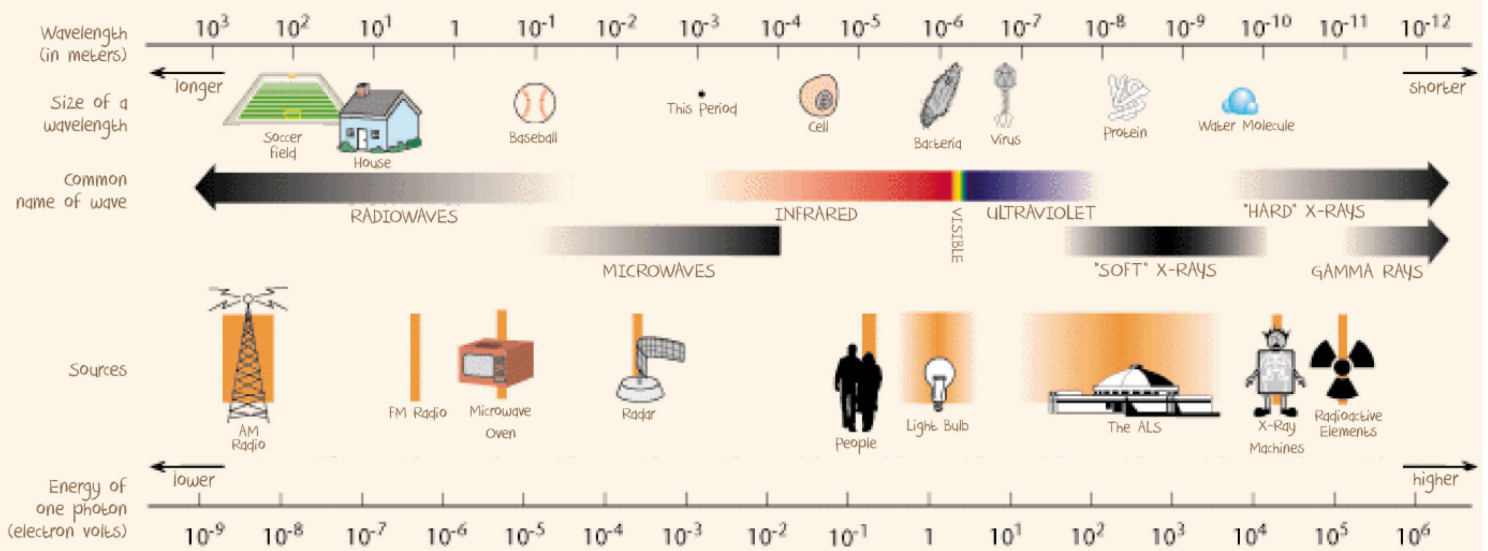 Wavelength
(in meters)
10³ 10² 10¹ 1 10⁻¹ 10⁻² 10⁻³ 10⁻⁴ 10⁻⁵ 10⁻⁶ 10⁻⁷ 10⁻⁸ 10⁻⁹ 10⁻¹⁰ 10⁻¹¹ 10⁻¹²
longer
shorter
Size of a
wavelength
Soccer
field
House
Baseball
This Period
Cell
Bacteria
Virus
Protein
Water Molecule
Common
name of wave
RADIOWAVES
INFRARED
VISIBLE
ULTRAVIOLET
"HARD" X-RAYS
MICROWAVES
"SOFT" X-RAYS
GAMMA RAYS
Sources
AM
Radio
FM Radio
Microwave
Oven
Radar
People
Light Bulb
The ALS
X-Ray
Machines
Radioactive
Elements
lower
higher
Energy of
one photon
(electron volts)
10⁻⁹ 10⁻⁸ 10⁻⁷ 10⁻⁶ 10⁻⁵ 10⁻⁴ 10⁻³ 10⁻² 10⁻¹ 1 10¹ 10² 10³ 10⁴ 10⁵ 10⁶